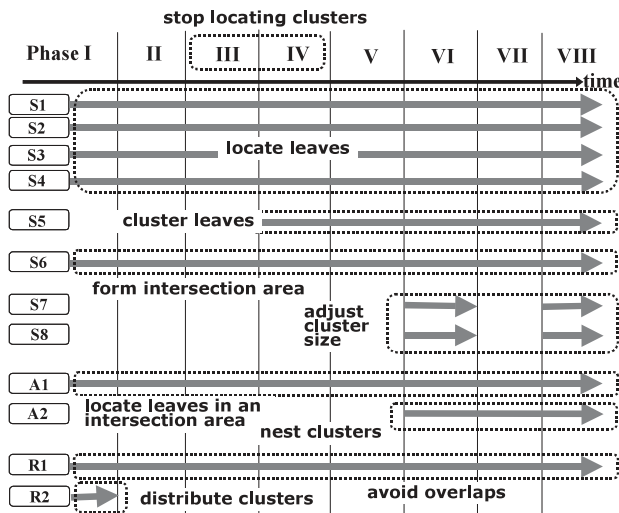 stop locating clusters
Phase I II III IV V VI VII VIII
time
S1
S2
S3 locate leaves
S4
S5 cluster leaves
S6
form intersection area
S7 adjust
cluster
S8 size
A1
A2 locate leaves in an
intersection area
nest clusters
R1
R2 distribute clusters avoid overlaps